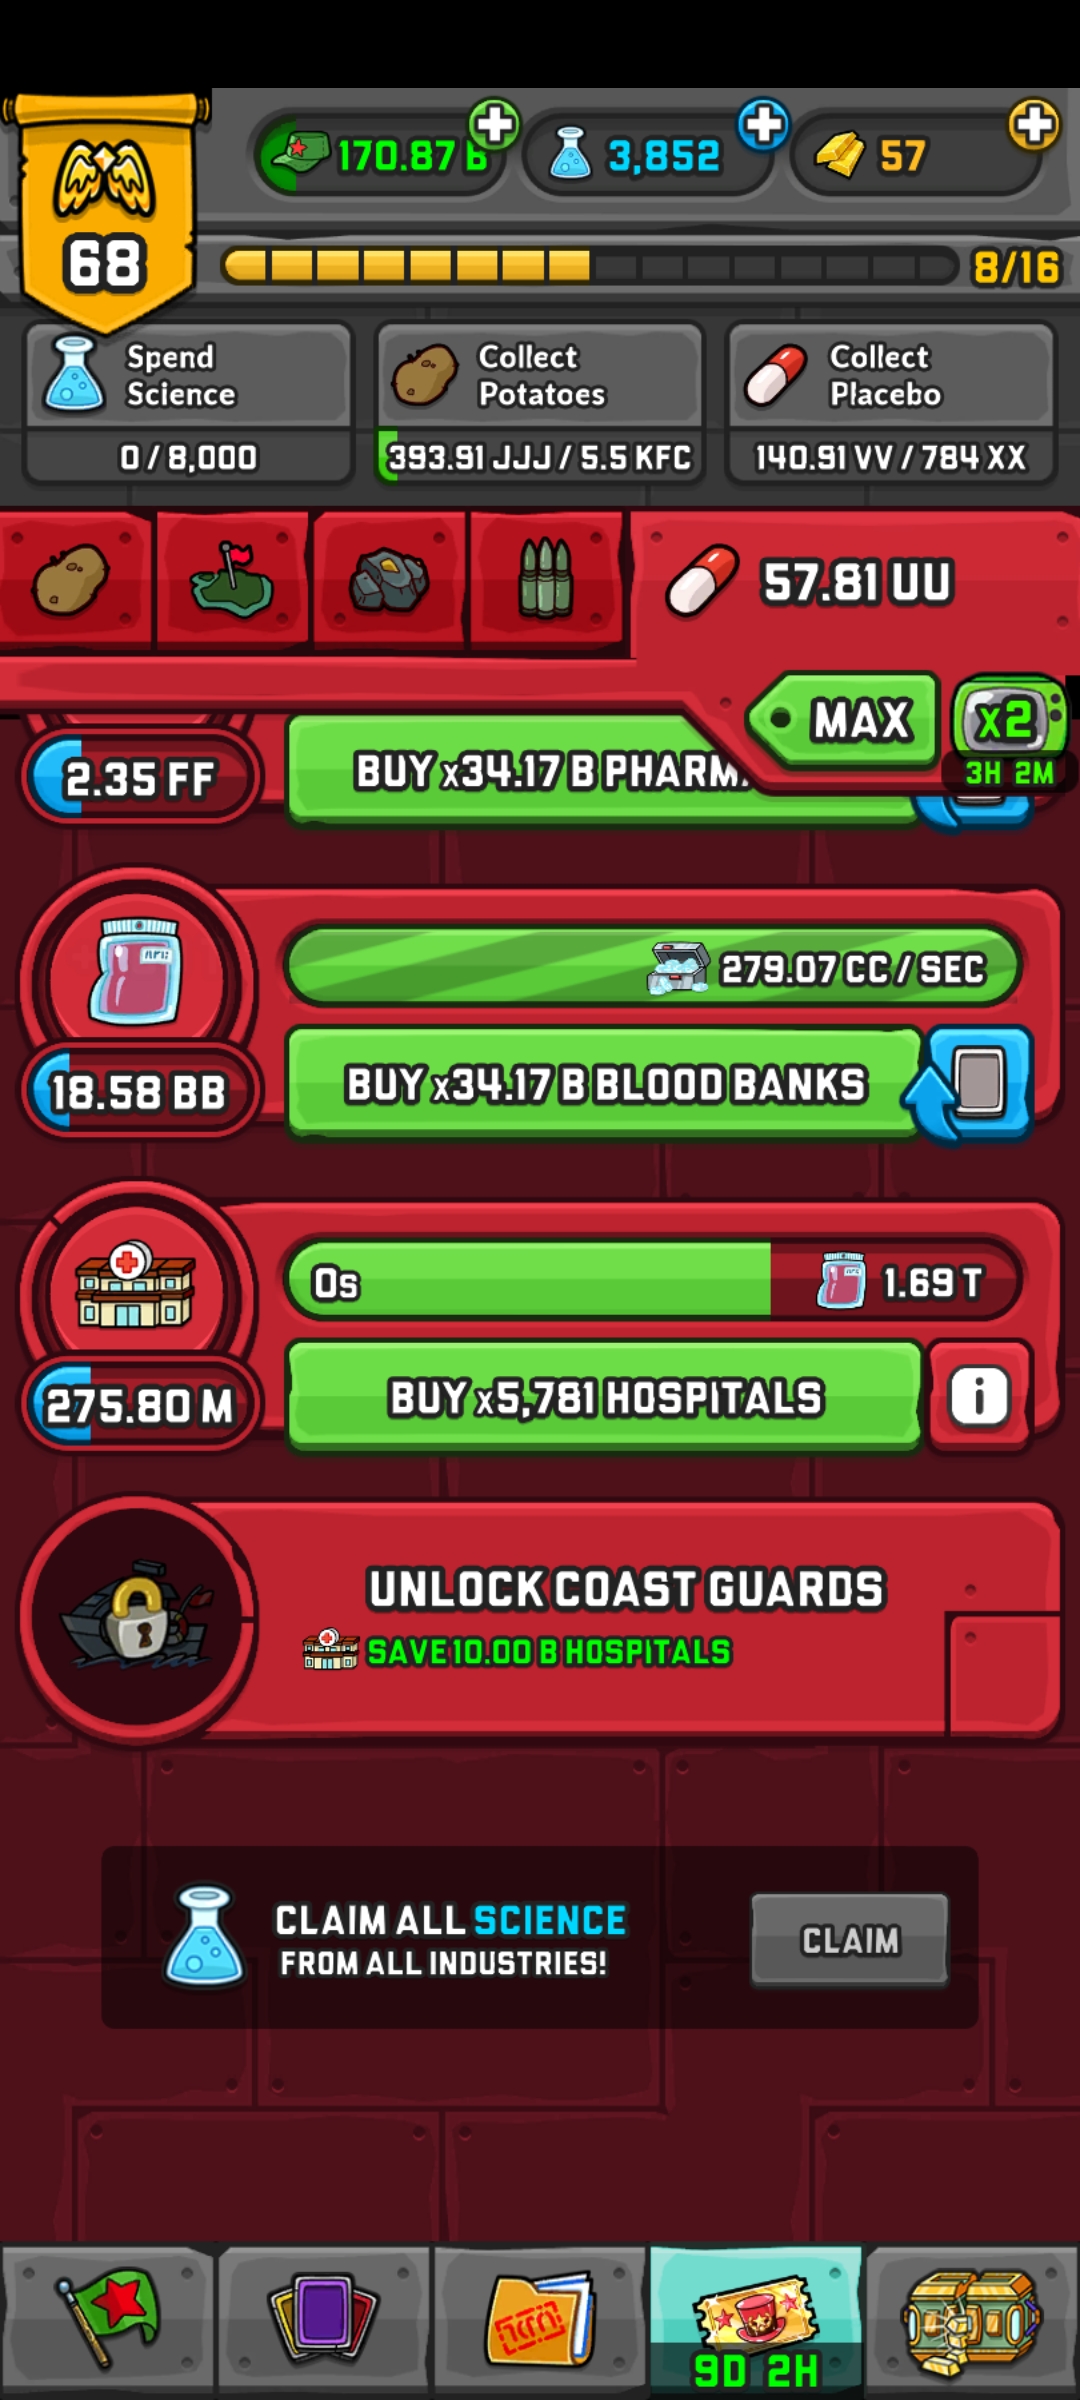 170.87 B
3,852
57
68
8/16
Spend
Science
0 / 8,000
Collect
Potatoes
393.91 JJJ / 5.5 KFC
Collect
Placebo
140.91 VV / 784 XX
57.81 UU
MAX
x2
3H 2M
2.35 FF
BUY x34.17 B PHARM
279.07 CC / SEC
18.58 BB
BUY x34.17 B BLOOD BANKS
0s
1.69 T
275.80 M
BUY x5,781 HOSPITALS
i
UNLOCK COAST GUARDS
SAVE 10.00 B HOSPITALS
CLAIM ALL SCIENCE
FROM ALL INDUSTRIES!
CLAIM
9D 2H